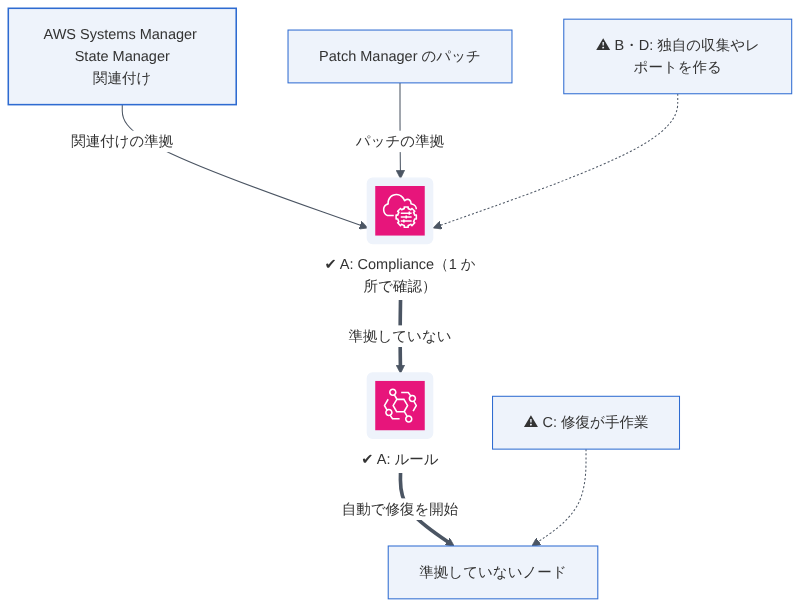 AWS Systems Manager
State Manager
関連付け
Patch Manager のパッチ
⚠ B・D: 独自の収集やレ
ポートを作る
関連付けの準拠
パッチの準拠
✔ A: Compliance（1 か
所で確認）
準拠していない
✔ A: ルール
⚠ C: 修復が手作業
自動で修復を開始
準拠していないノード